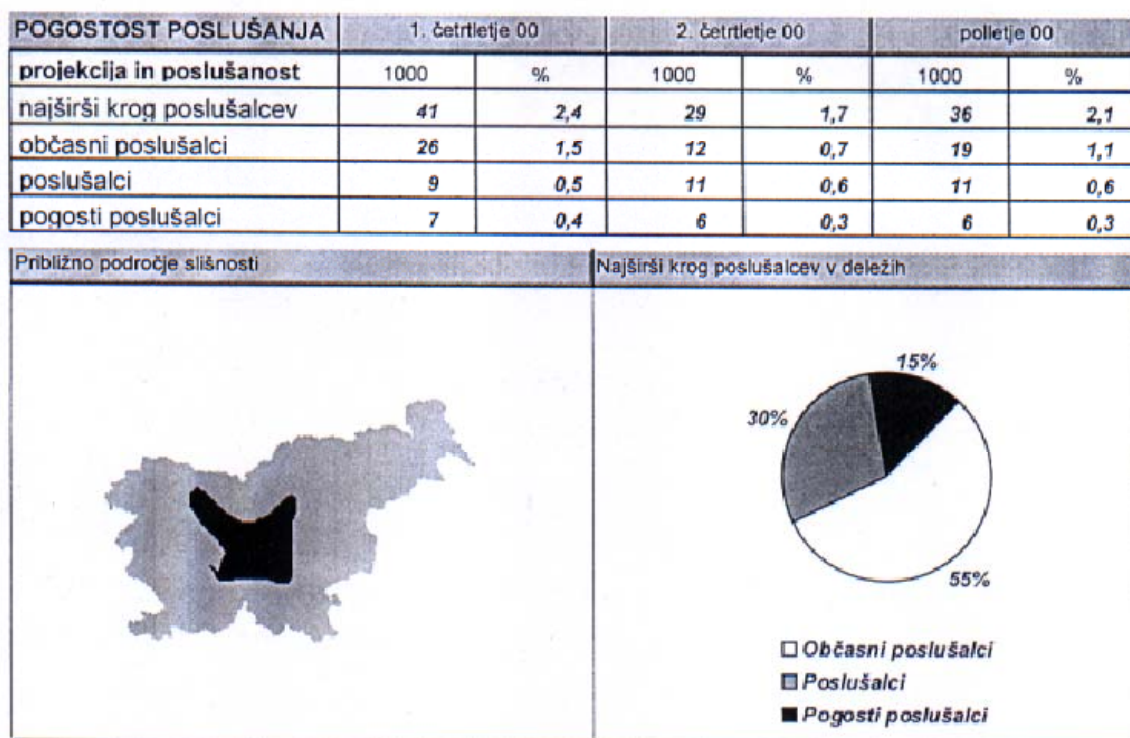 POGOSTOST POSLUŠANJA 1. četrtletje 00 2. četrtletje 00 polletje 00
projekcija in poslušanost 1000 % 1000 % 1000 %
najširši krog poslušalcev 41 2,4 29 1,7 36 2,1
občasni poslušalci 26 1,5 12 0,7 19 1,1
poslušalci 9 0,5 11 0,6 11 0,6
pogosti poslušalci 7 0,4 6 0,3 6 0,3
Približno področje slišnosti Najširši krog poslušalcev v deležih
15%
30%
55%
Občasni poslušalci
Poslušalci
Pogosti poslušalci